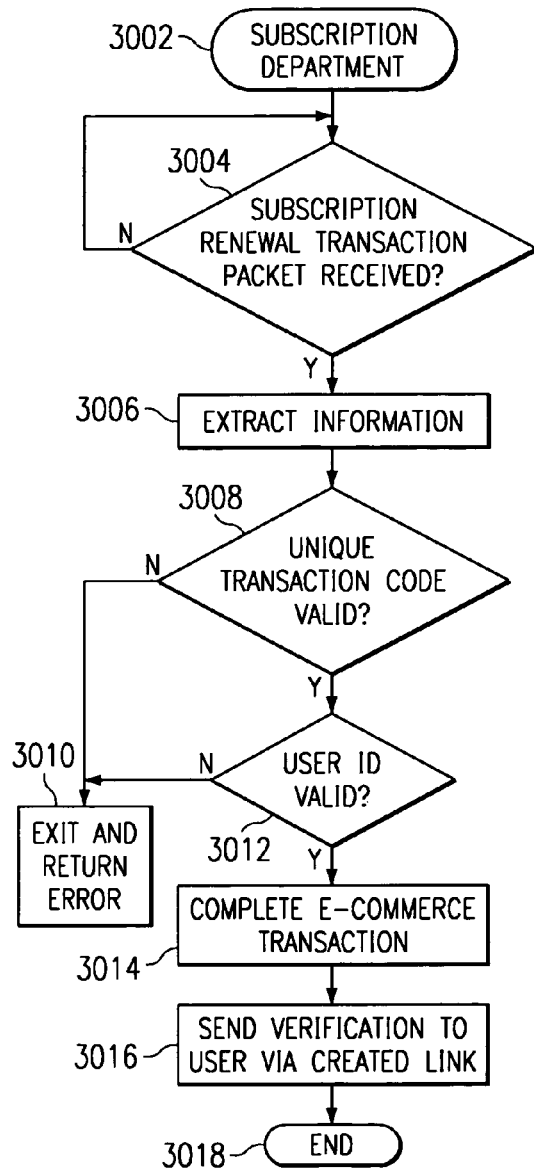 3002
SUBSCRIPTION
DEPARTMENT
3004
SUBSCRIPTION
RENEWAL TRANSACTION
PACKET RECEIVED?
N
Y
3006
EXTRACT INFORMATION
3008
UNIQUE
TRANSACTION CODE
VALID?
N
Y
3010
EXIT AND
RETURN
ERROR
N
USER ID
VALID?
3012
Y
COMPLETE E-COMMERCE
TRANSACTION
3014
SEND VERIFICATION TO
USER VIA CREATED LINK
3016
END
3018